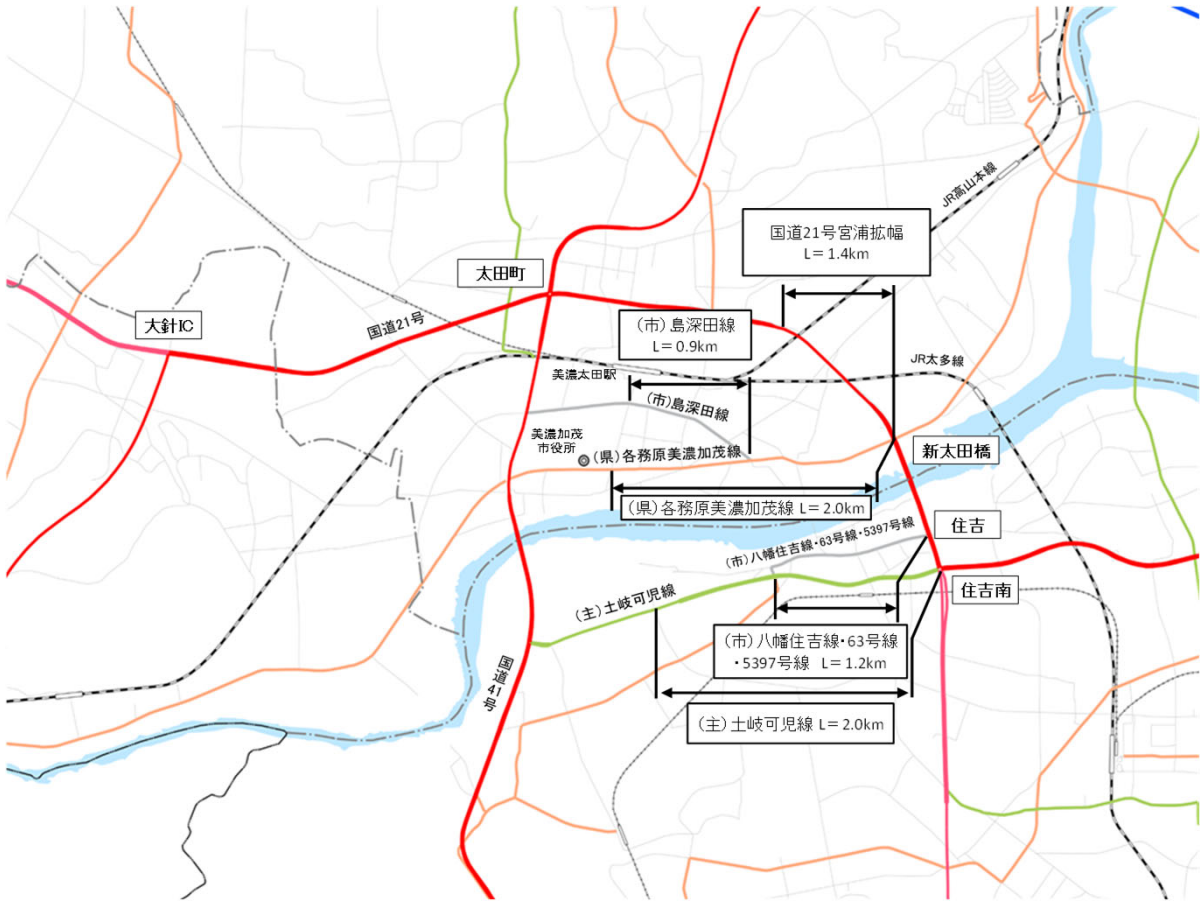 JR高山本線
国道21号宮浦拡幅
L=1.4km
太田町
大針IC
国道21号
(市)島深田線
L=0.9km
JR太多線
美濃太田駅
(市)島深田線
美濃加茂
市役所
(県)各務原美濃加茂線
新太田橋
(県)各務原美濃加茂線 L=2.0km
住吉
(市)八幡住吉線・63号線・5397号線
住吉南
(主)土岐可児線
(市)八幡住吉線・63号線
・5397号線 L=1.2km
国道41号
(主)土岐可児線 L=2.0km